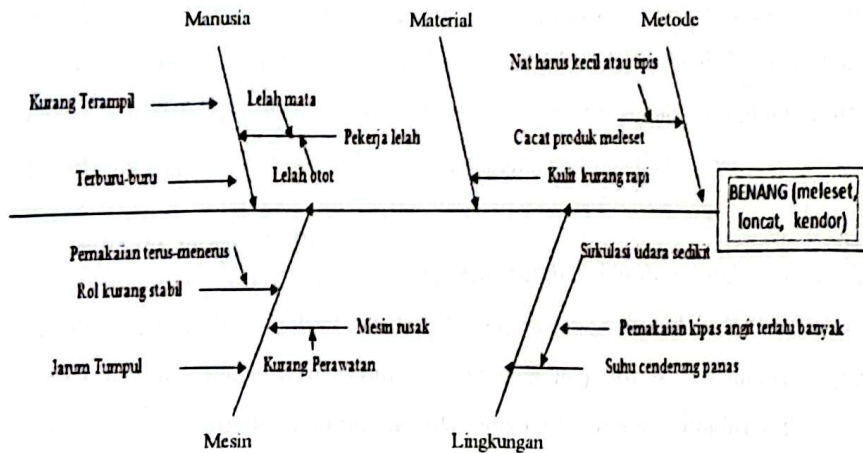 Manusia
Material
Metode
Nat harus kecil atau tipis
Kurang Terampil
Lelah mata
Pekerja lelah
Cacat produk meleset
Terburu-buru
Lelah otot
Kulit kurang rapi
BENANG (meleset,
loncat, kendor)
Pemakaian terus-menerus
Sirkulasi udara sedikit
Rol kurang stabil
Mesin rusak
Pemakaian kipas angit terlalu banyak
Jarum Tumpul
Kurang Perawatan
Suhu cenderung panas
Mesin
Lingkungan